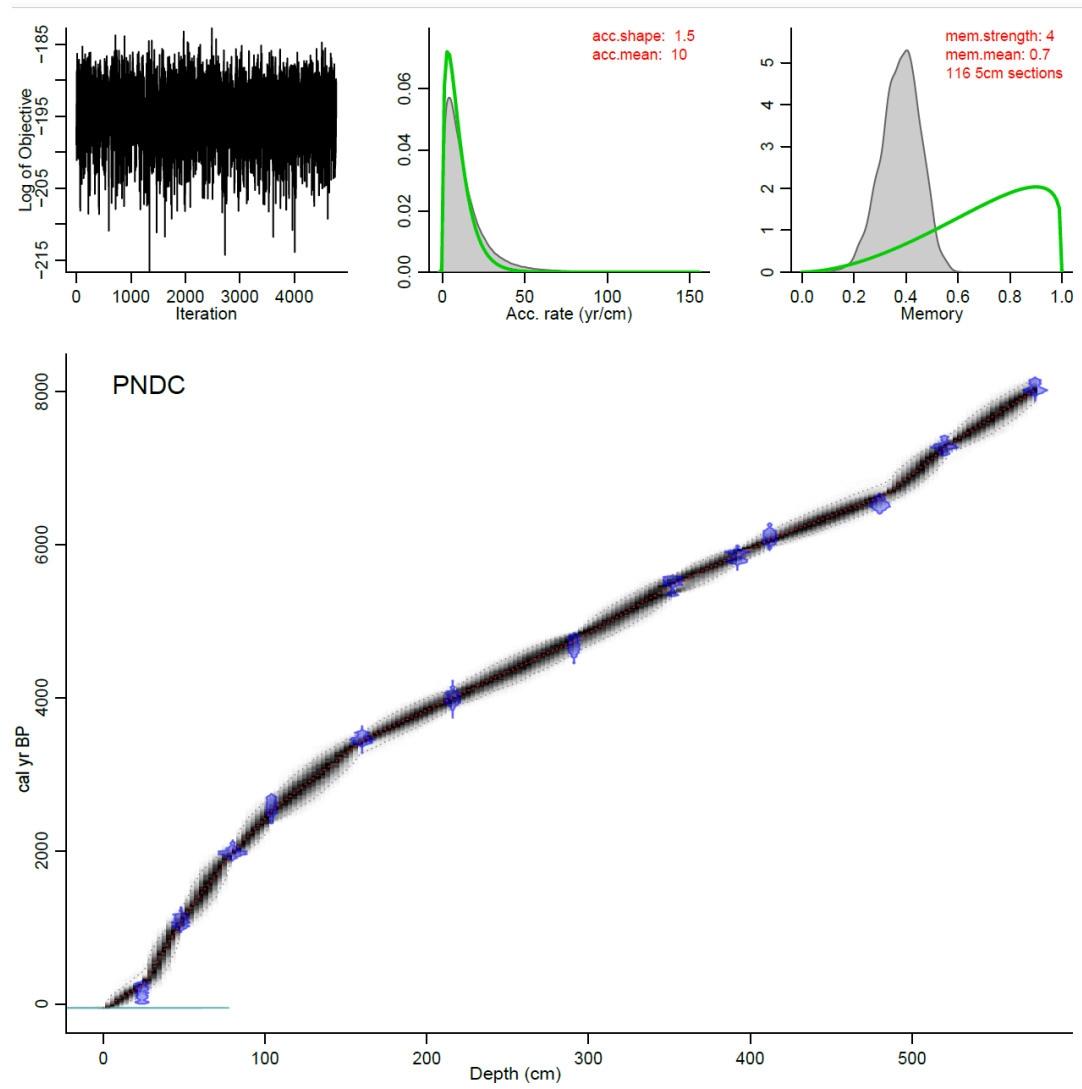 -185
-195
-205
-215
Log of Objective
0 1000 2000 3000 4000
Iteration
acc.shape: 1.5
acc.mean: 10
0.06
0.04
0.02
0.00
0 50 100 150
Acc. rate (yr/cm)
mem.strength: 4
mem.mean: 0.7
116 5cm sections
5
4
3
2
1
0
0.0 0.2 0.4 0.6 0.8 1.0
Memory
PNDC
8000
6000
4000
2000
0
cal yr BP
0 100 200 300 400 500
Depth (cm)